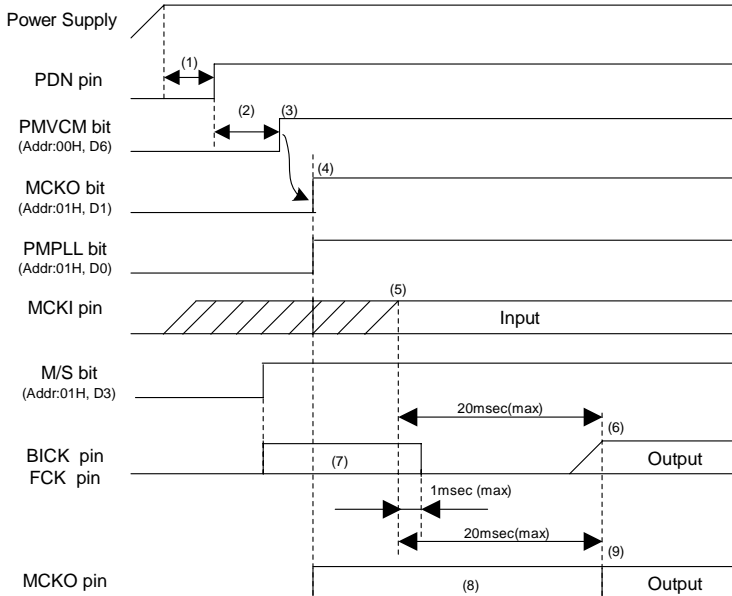 Power Supply
(1)
PDN pin
(2)
(3)
PMVCM bit
(Addr:00H, D6)
(4)
MCKO bit
(Addr:01H, D1)
PMPLL bit
(Addr:01H, D0)
(5)
MCKI pin
Input
M/S bit
(Addr:01H, D3)
20msec(max)
(6)
BICK pin
FCK pin
(7)
Output
1msec (max)
20msec(max)
(9)
MCKO pin
(8)
Output